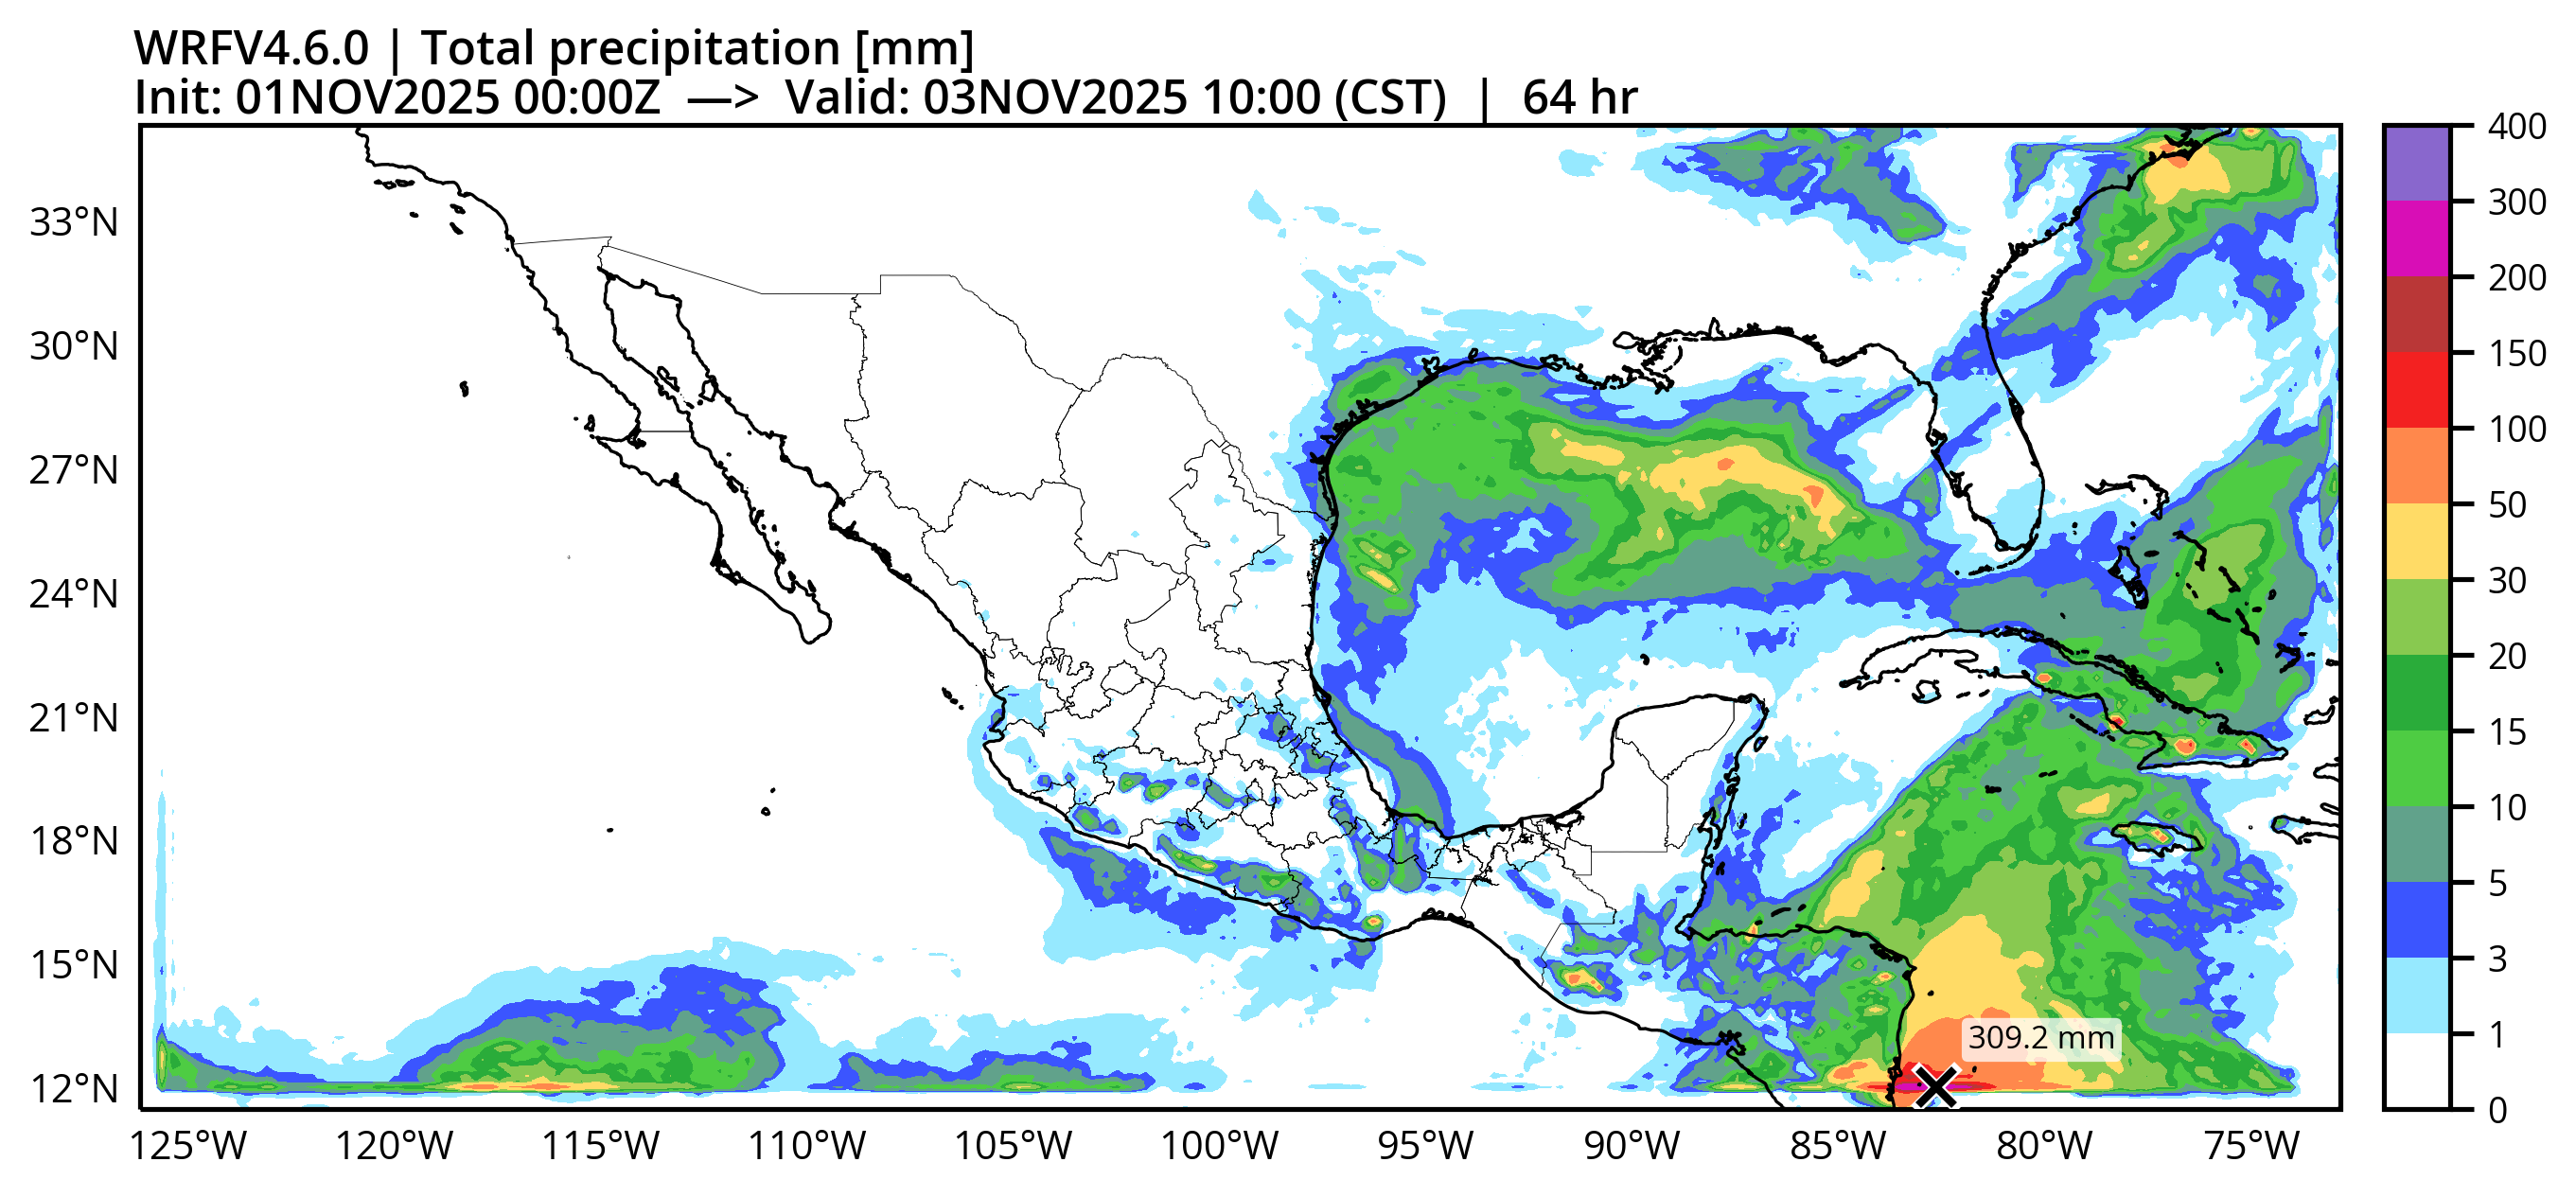 WRFV4.6.0 | Total precipitation [mm]
Init: 01NOV2025 00:00Z —> Valid: 03NOV2025 10:00 (CST) | 64 hr
33°N
30°N
27°N
24°N
21°N
18°N
15°N
12°N
125°W 120°W 115°W 110°W 105°W 100°W 95°W 90°W 85°W 80°W 75°W
309.2 mm
400
300
200
150
100
50
30
20
15
10
5
3
1
0